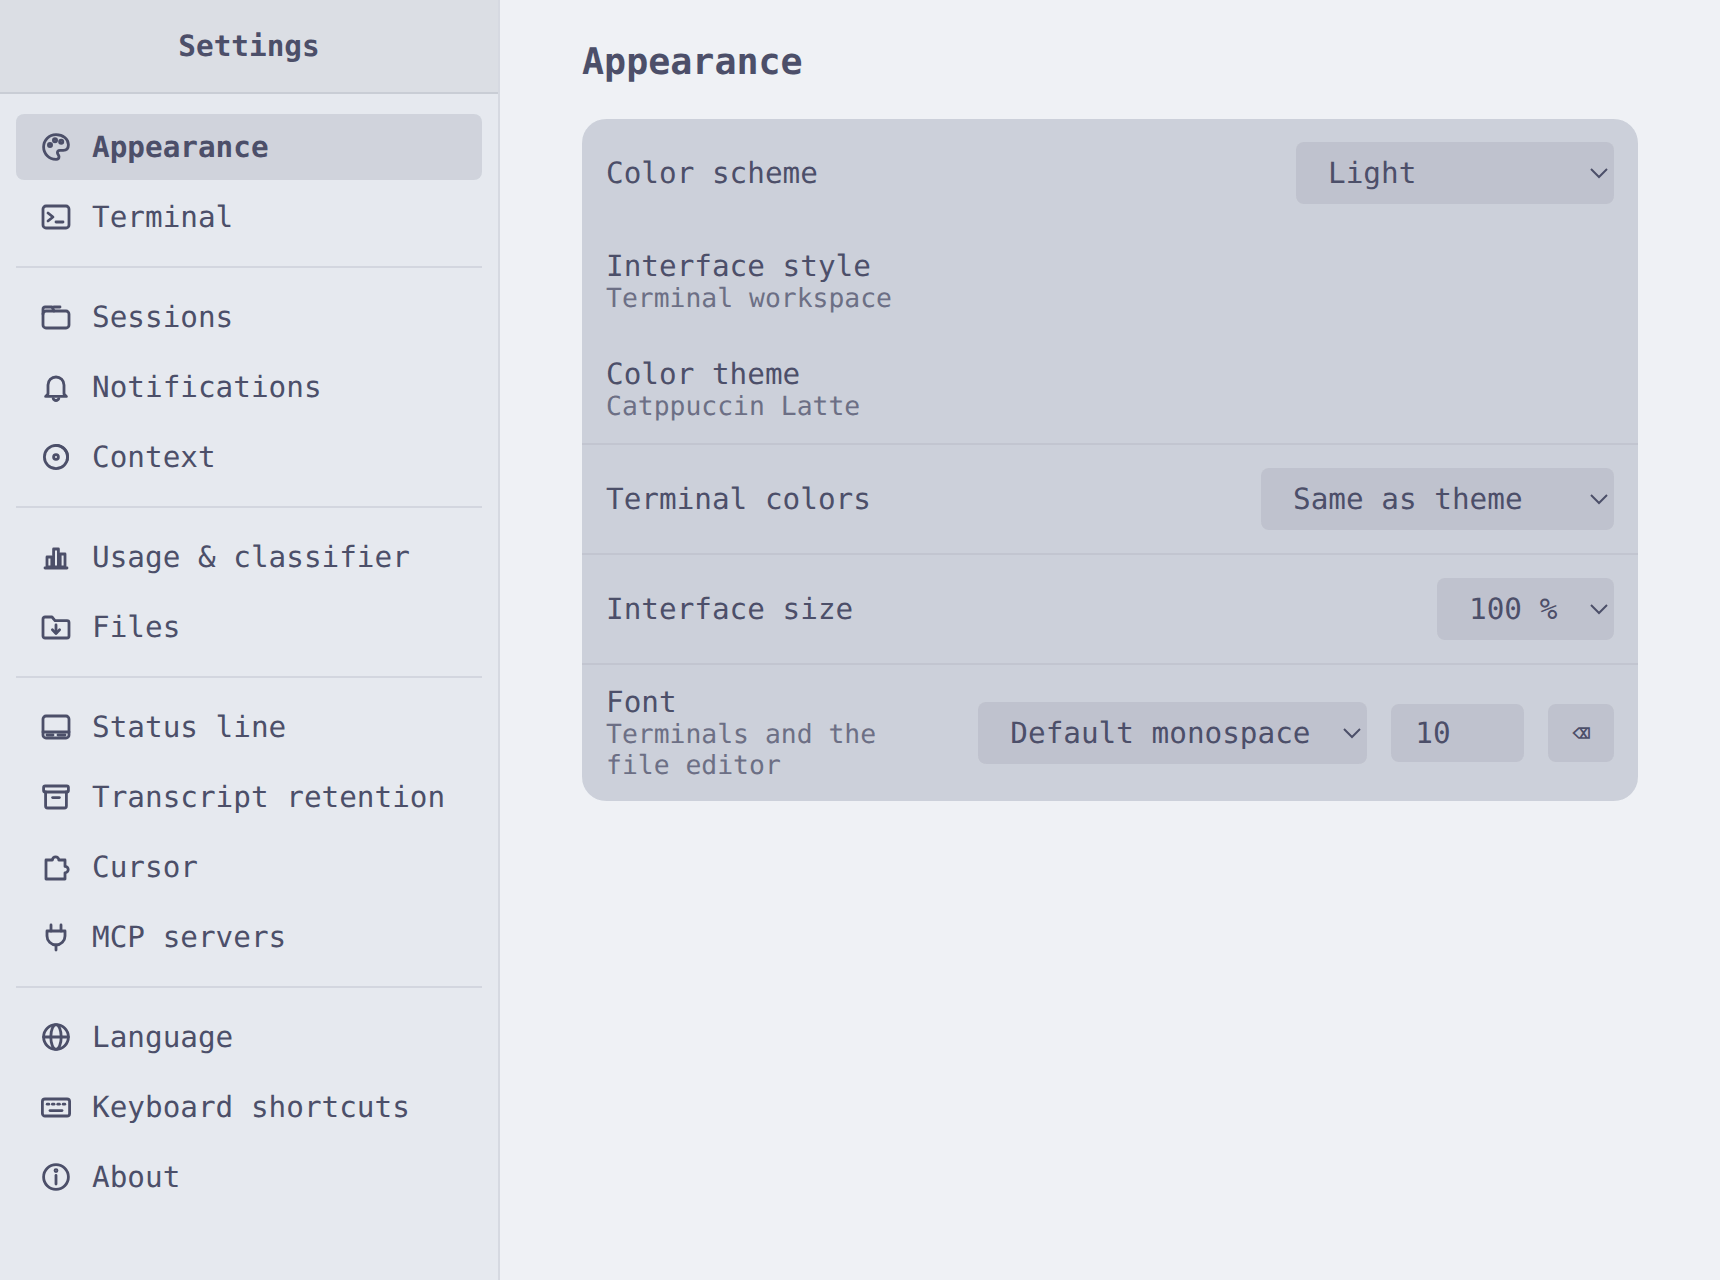 Settings
Appearance
Terminal
Sessions
Notifications
Context
Usage & classifier
Files
Status line
Transcript retention
Cursor
MCP servers
Language
Keyboard shortcuts
About
Appearance
Color scheme
Light
Interface style
Terminal workspace
Color theme
Catppuccin Latte
Terminal colors
Same as theme
Interface size
100 %
Font
Terminals and the
file editor
Default monospace
10